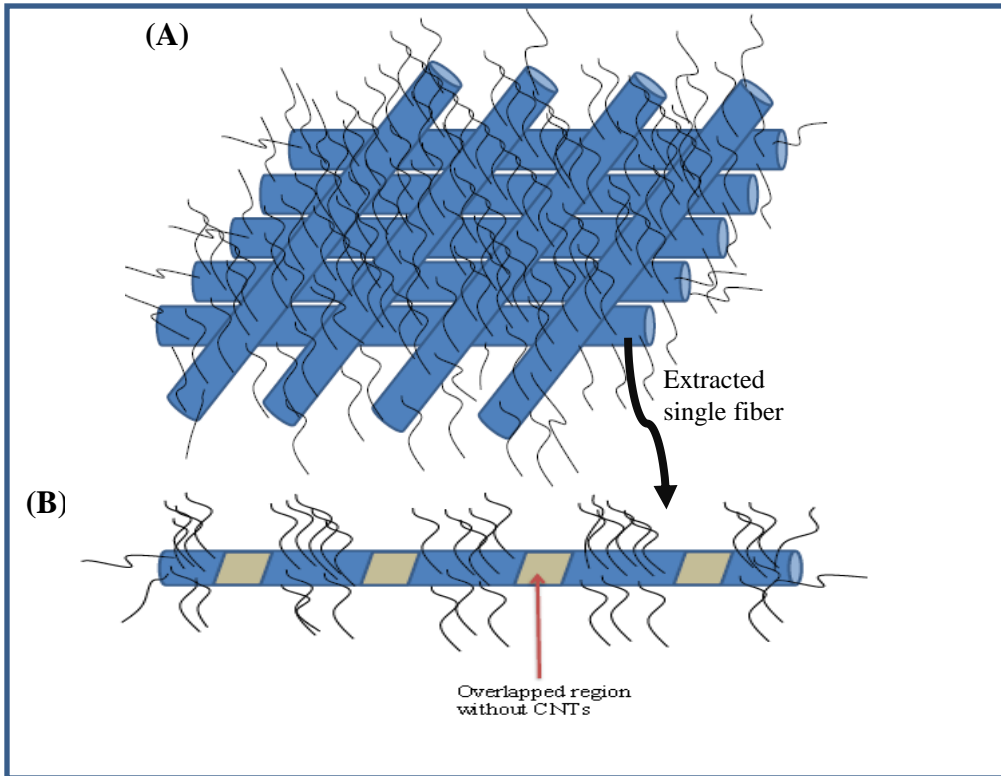 (A)
Extracted
single fiber
(B)
Overlapped region
without CNTs